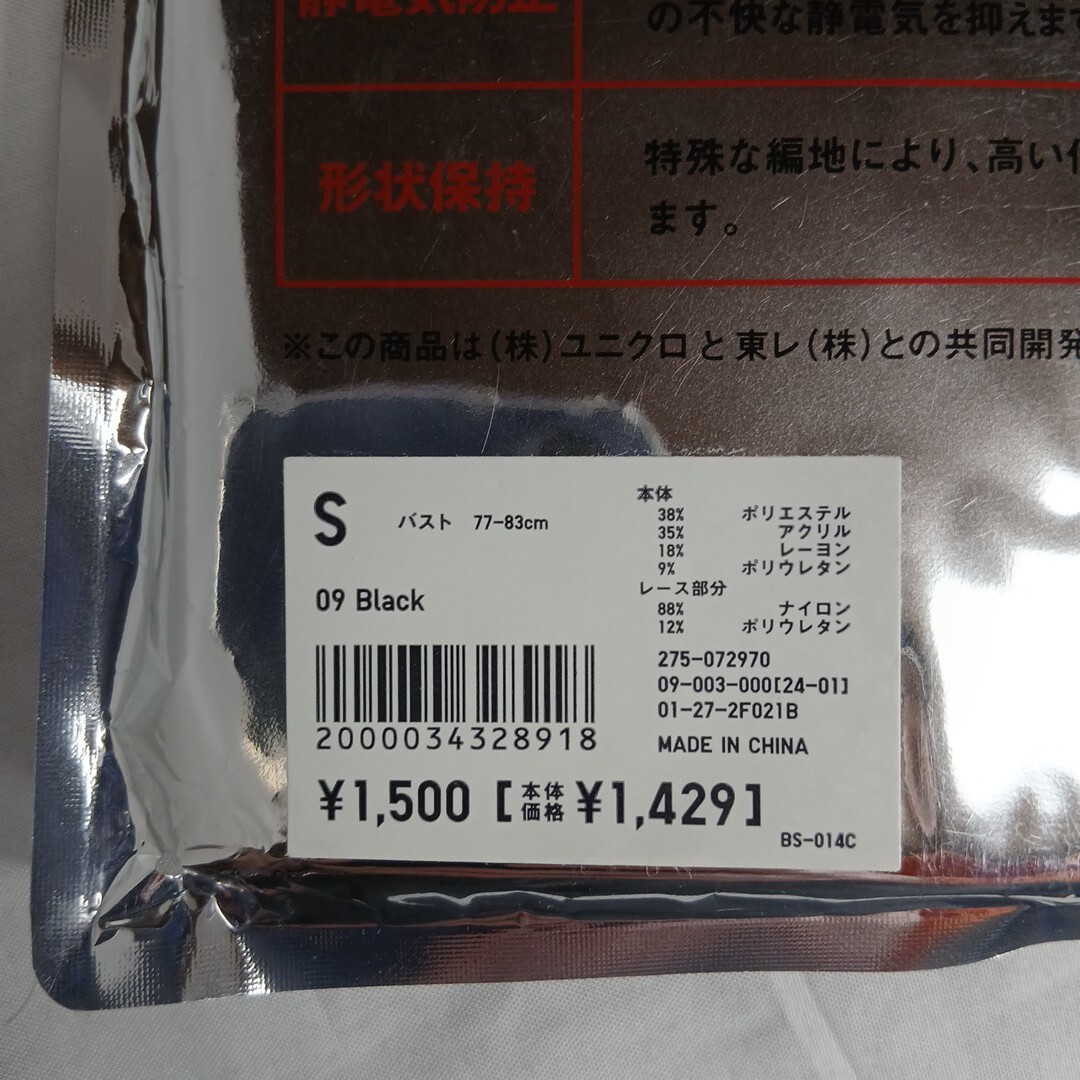 静電気防止
の不快な静電気を抑えます
形状保持
特殊な編地により、高い
ます。
※この商品は(株)ユニクロと東レ(株)との共同開発
S バスト 77-83cm
09 Black
2000034328918
¥1,500 [本体価格 ¥1,429]
本体
38% ポリエステル
35% アクリル
18% レーヨン
9% ポリウレタン
レース部分
88% ナイロン
12% ポリウレタン
275-072970
09-003-000[24-01]
01-27-2F021B
MADE IN CHINA
BS-014C